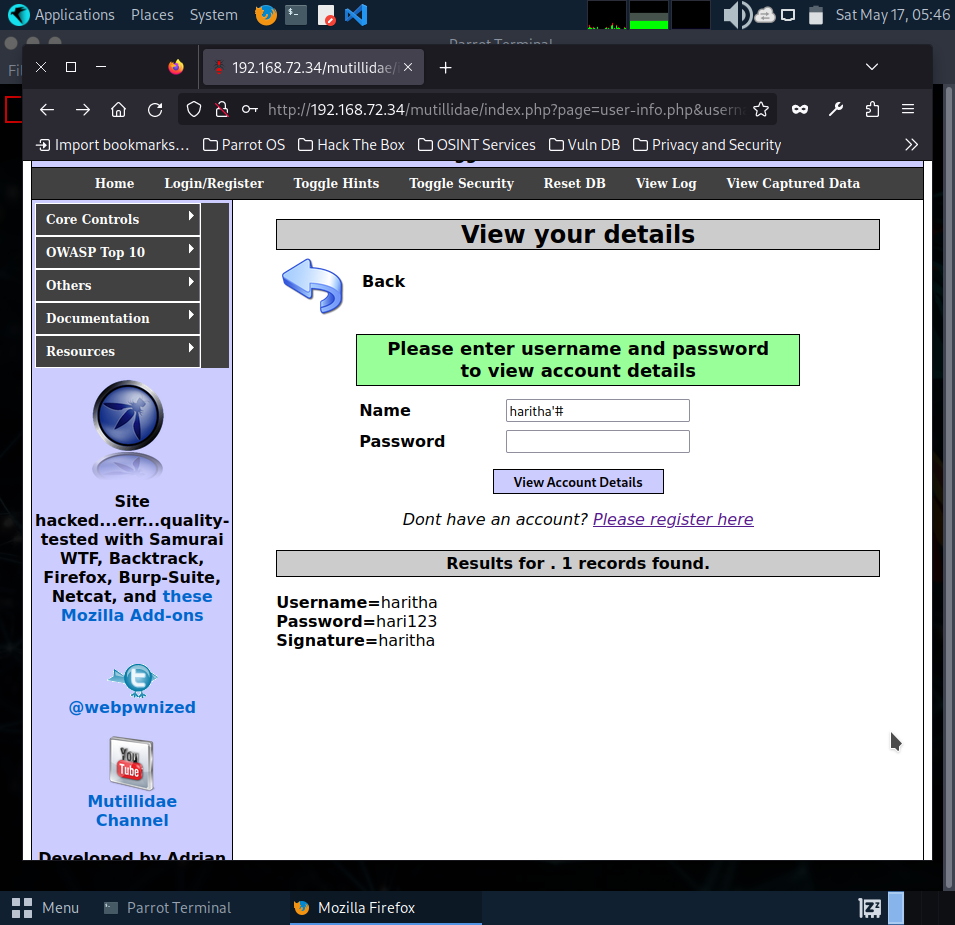 Applications Places System Sat May 17, 05:46
Parrot Terminal
192.168.72.34/mutillidae/
http://192.168.72.34/mutillidae/index.php?page=user-info.php&usern
Import bookmarks... Parrot OS Hack The Box OSINT Services Vuln DB Privacy and Security
Home Login/Register Toggle Hints Toggle Security Reset DB View Log View Captured Data
Core Controls
OWASP Top 10
Others
Documentation
Resources
Site
hacked...err...quality-
tested with Samurai
WTF, Backtrack,
Firefox, Burp-Suite,
Netcat, and these
Mozilla Add-ons
@webpwnized
You
Tube
Mutillidae
Channel
Developed by Adrian
View your details
Back
Please enter username and password
to view account details
Name haritha'#
Password
View Account Details
Dont have an account? Please register here
Results for . 1 records found.
Username=haritha
Password=hari123
Signature=haritha
Menu Parrot Terminal Mozilla Firefox